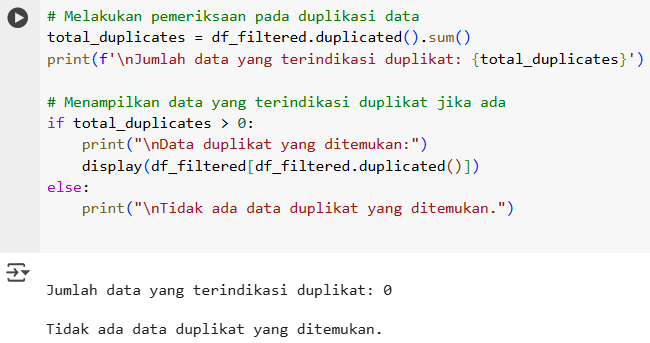 # Melakukan pemeriksaan pada duplikasi data
total_duplicates = df_filtered.duplicated().sum()
print(f'\nJumlah data yang terindikasi duplikat: {total_duplicates}')

# Menampilkan data yang terindikasi duplikat jika ada
if total_duplicates > 0:
    print("\nData duplikat yang ditemukan:")
    display(df_filtered[df_filtered.duplicated()])
else:
    print("\nTidak ada data duplikat yang ditemukan.")

Jumlah data yang terindikasi duplikat: 0

Tidak ada data duplikat yang ditemukan.